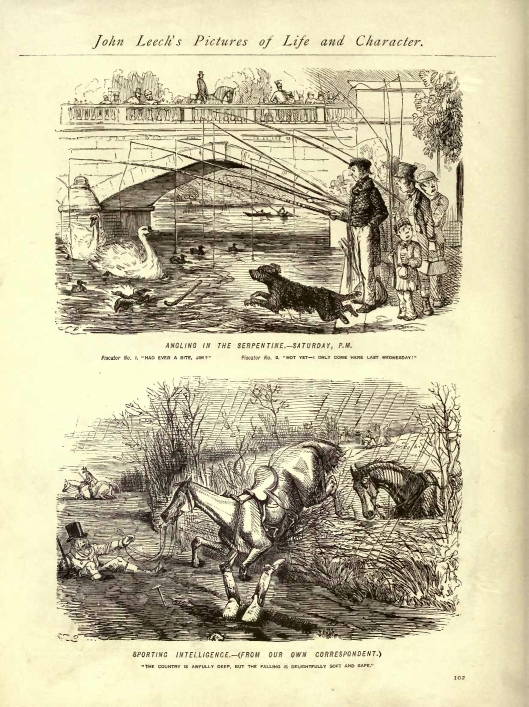 John Leech's Pictures of Life and Character.
ANGLING IN THE SERPENTINE.—SATURDAY, P.M.
Piscator No. 1. "HAD EVER A BITE, JIM?" Piscator No. 2. "NOT YET—I ONLY COME HERE LAST WEDNESDAY!"
SPORTING INTELLIGENCE.—(FROM OUR OWN CORRESPONDENT.)
"THE COUNTRY IS AWFULLY DEEP, BUT THE FALLING IS DELIGHTFULLY SOFT AND SAFE."
102